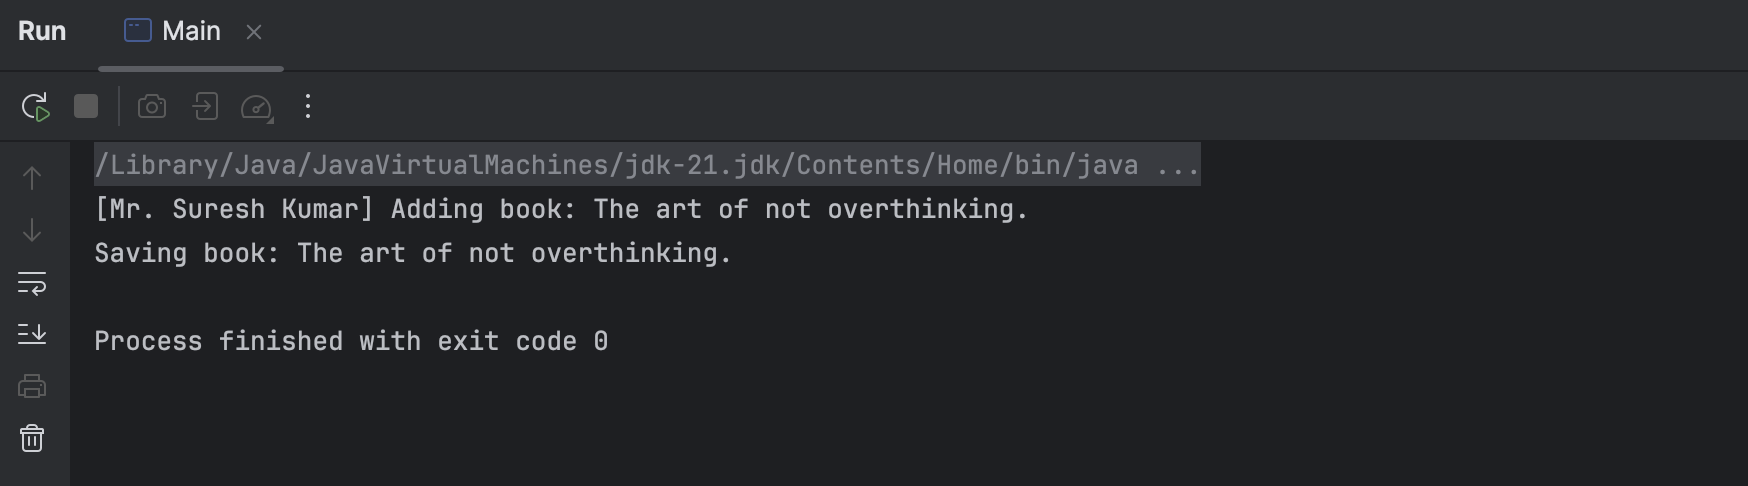 Run Main
/Library/Java/JavaVirtualMachines/jdk-21.jdk/Contents/Home/bin/java ...
[Mr. Suresh Kumar] Adding book: The art of not overthinking.
Saving book: The art of not overthinking.
Process finished with exit code 0